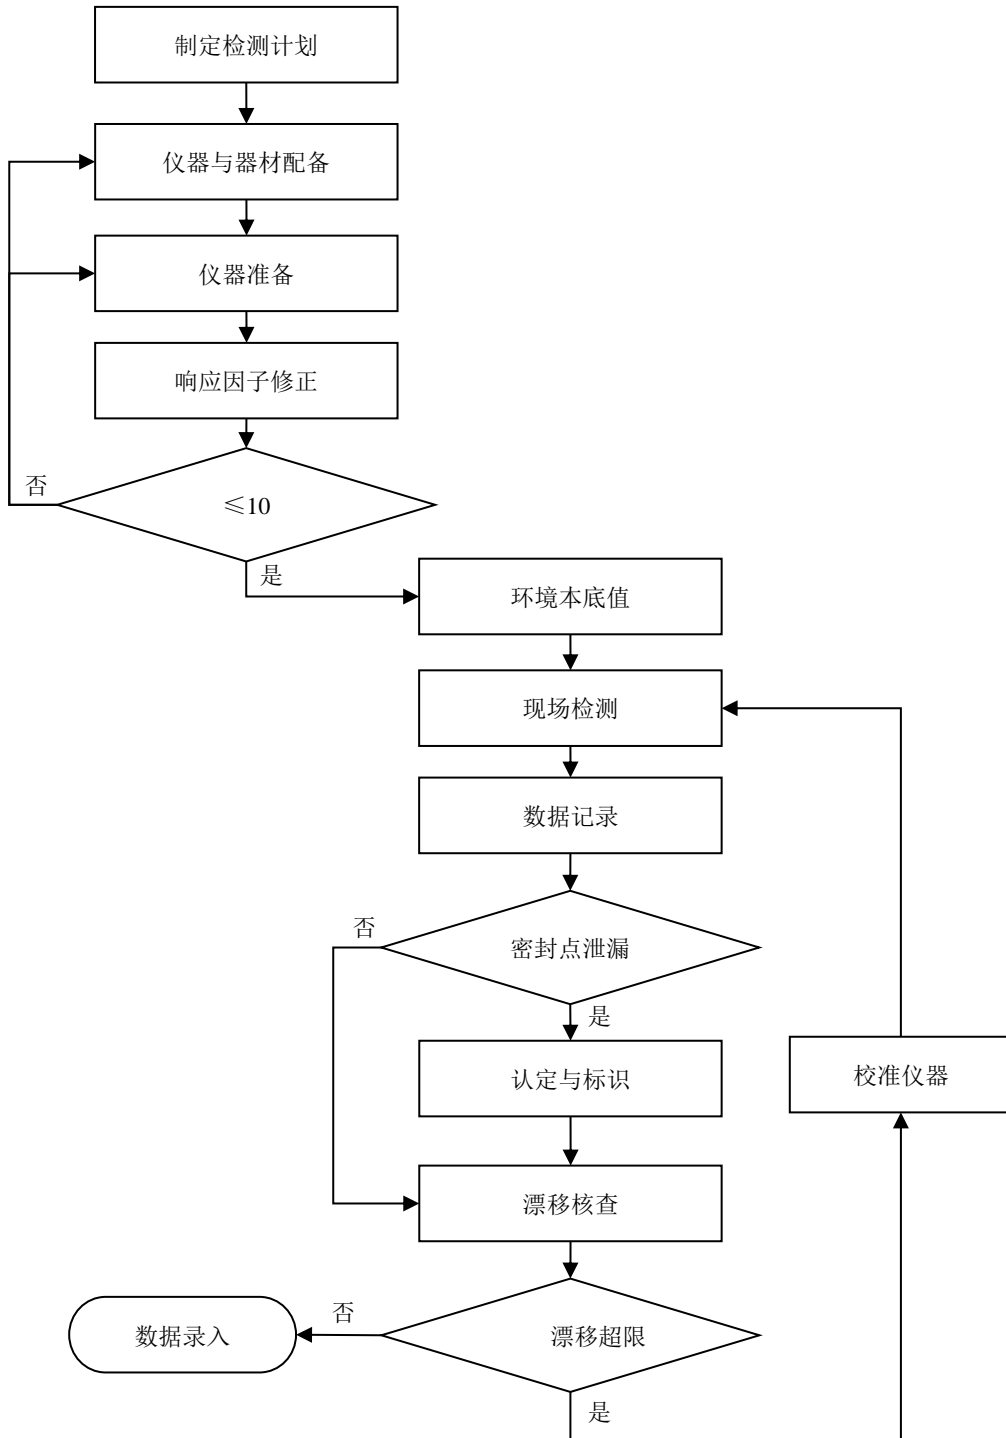 制定检测计划
仪器与器材配备
仪器准备
响应因子修正
否
≤10
是
环境本底值
现场检测
数据记录
否
密封点泄漏
是
认定与标识
校准仪器
漂移核查
否
数据录入
漂移超限
是